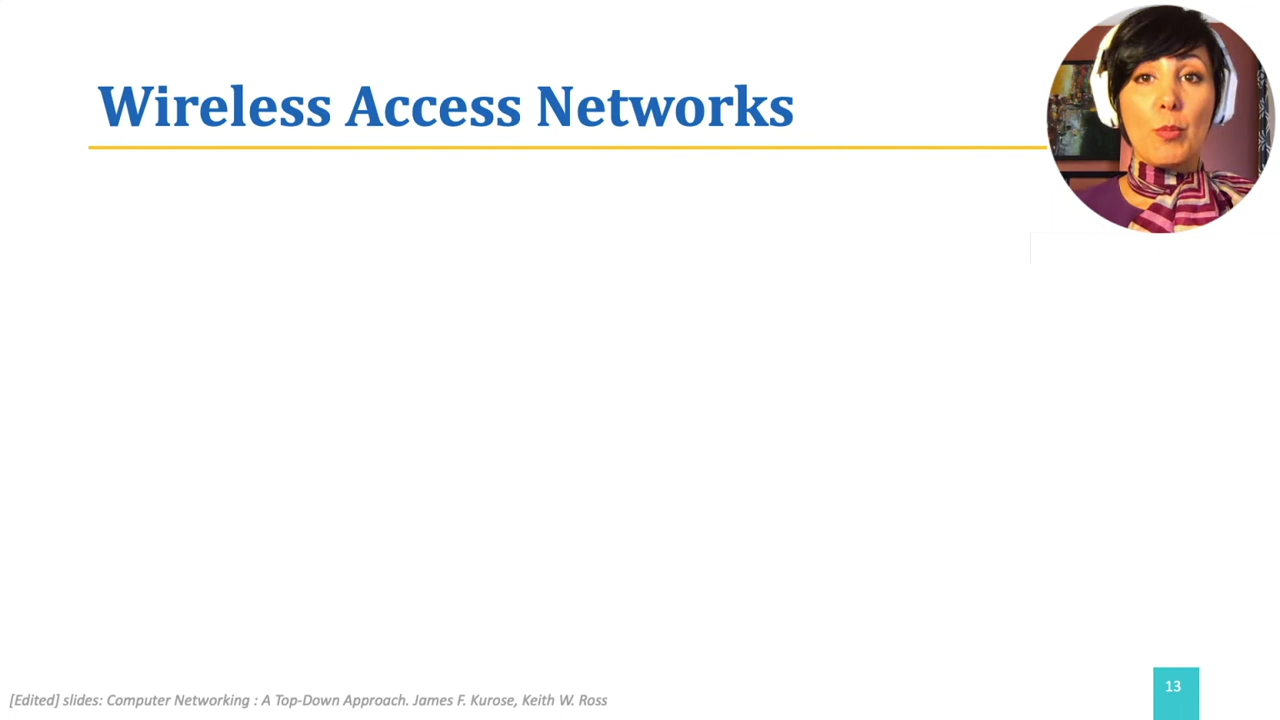 Wireless Access Networks
[Edited] slides: Computer Networking : A Top-Down Approach. James F. Kurose, Keith W. Ross
13